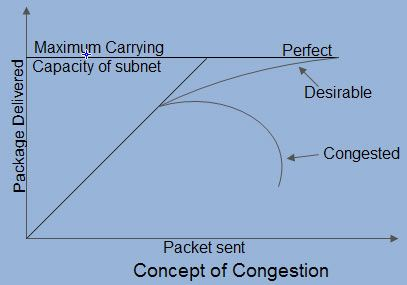 Maximum Carrying
Capacity of subnet
Perfect
Desirable
Congested
Package Delivered
Packet sent
Concept of Congestion